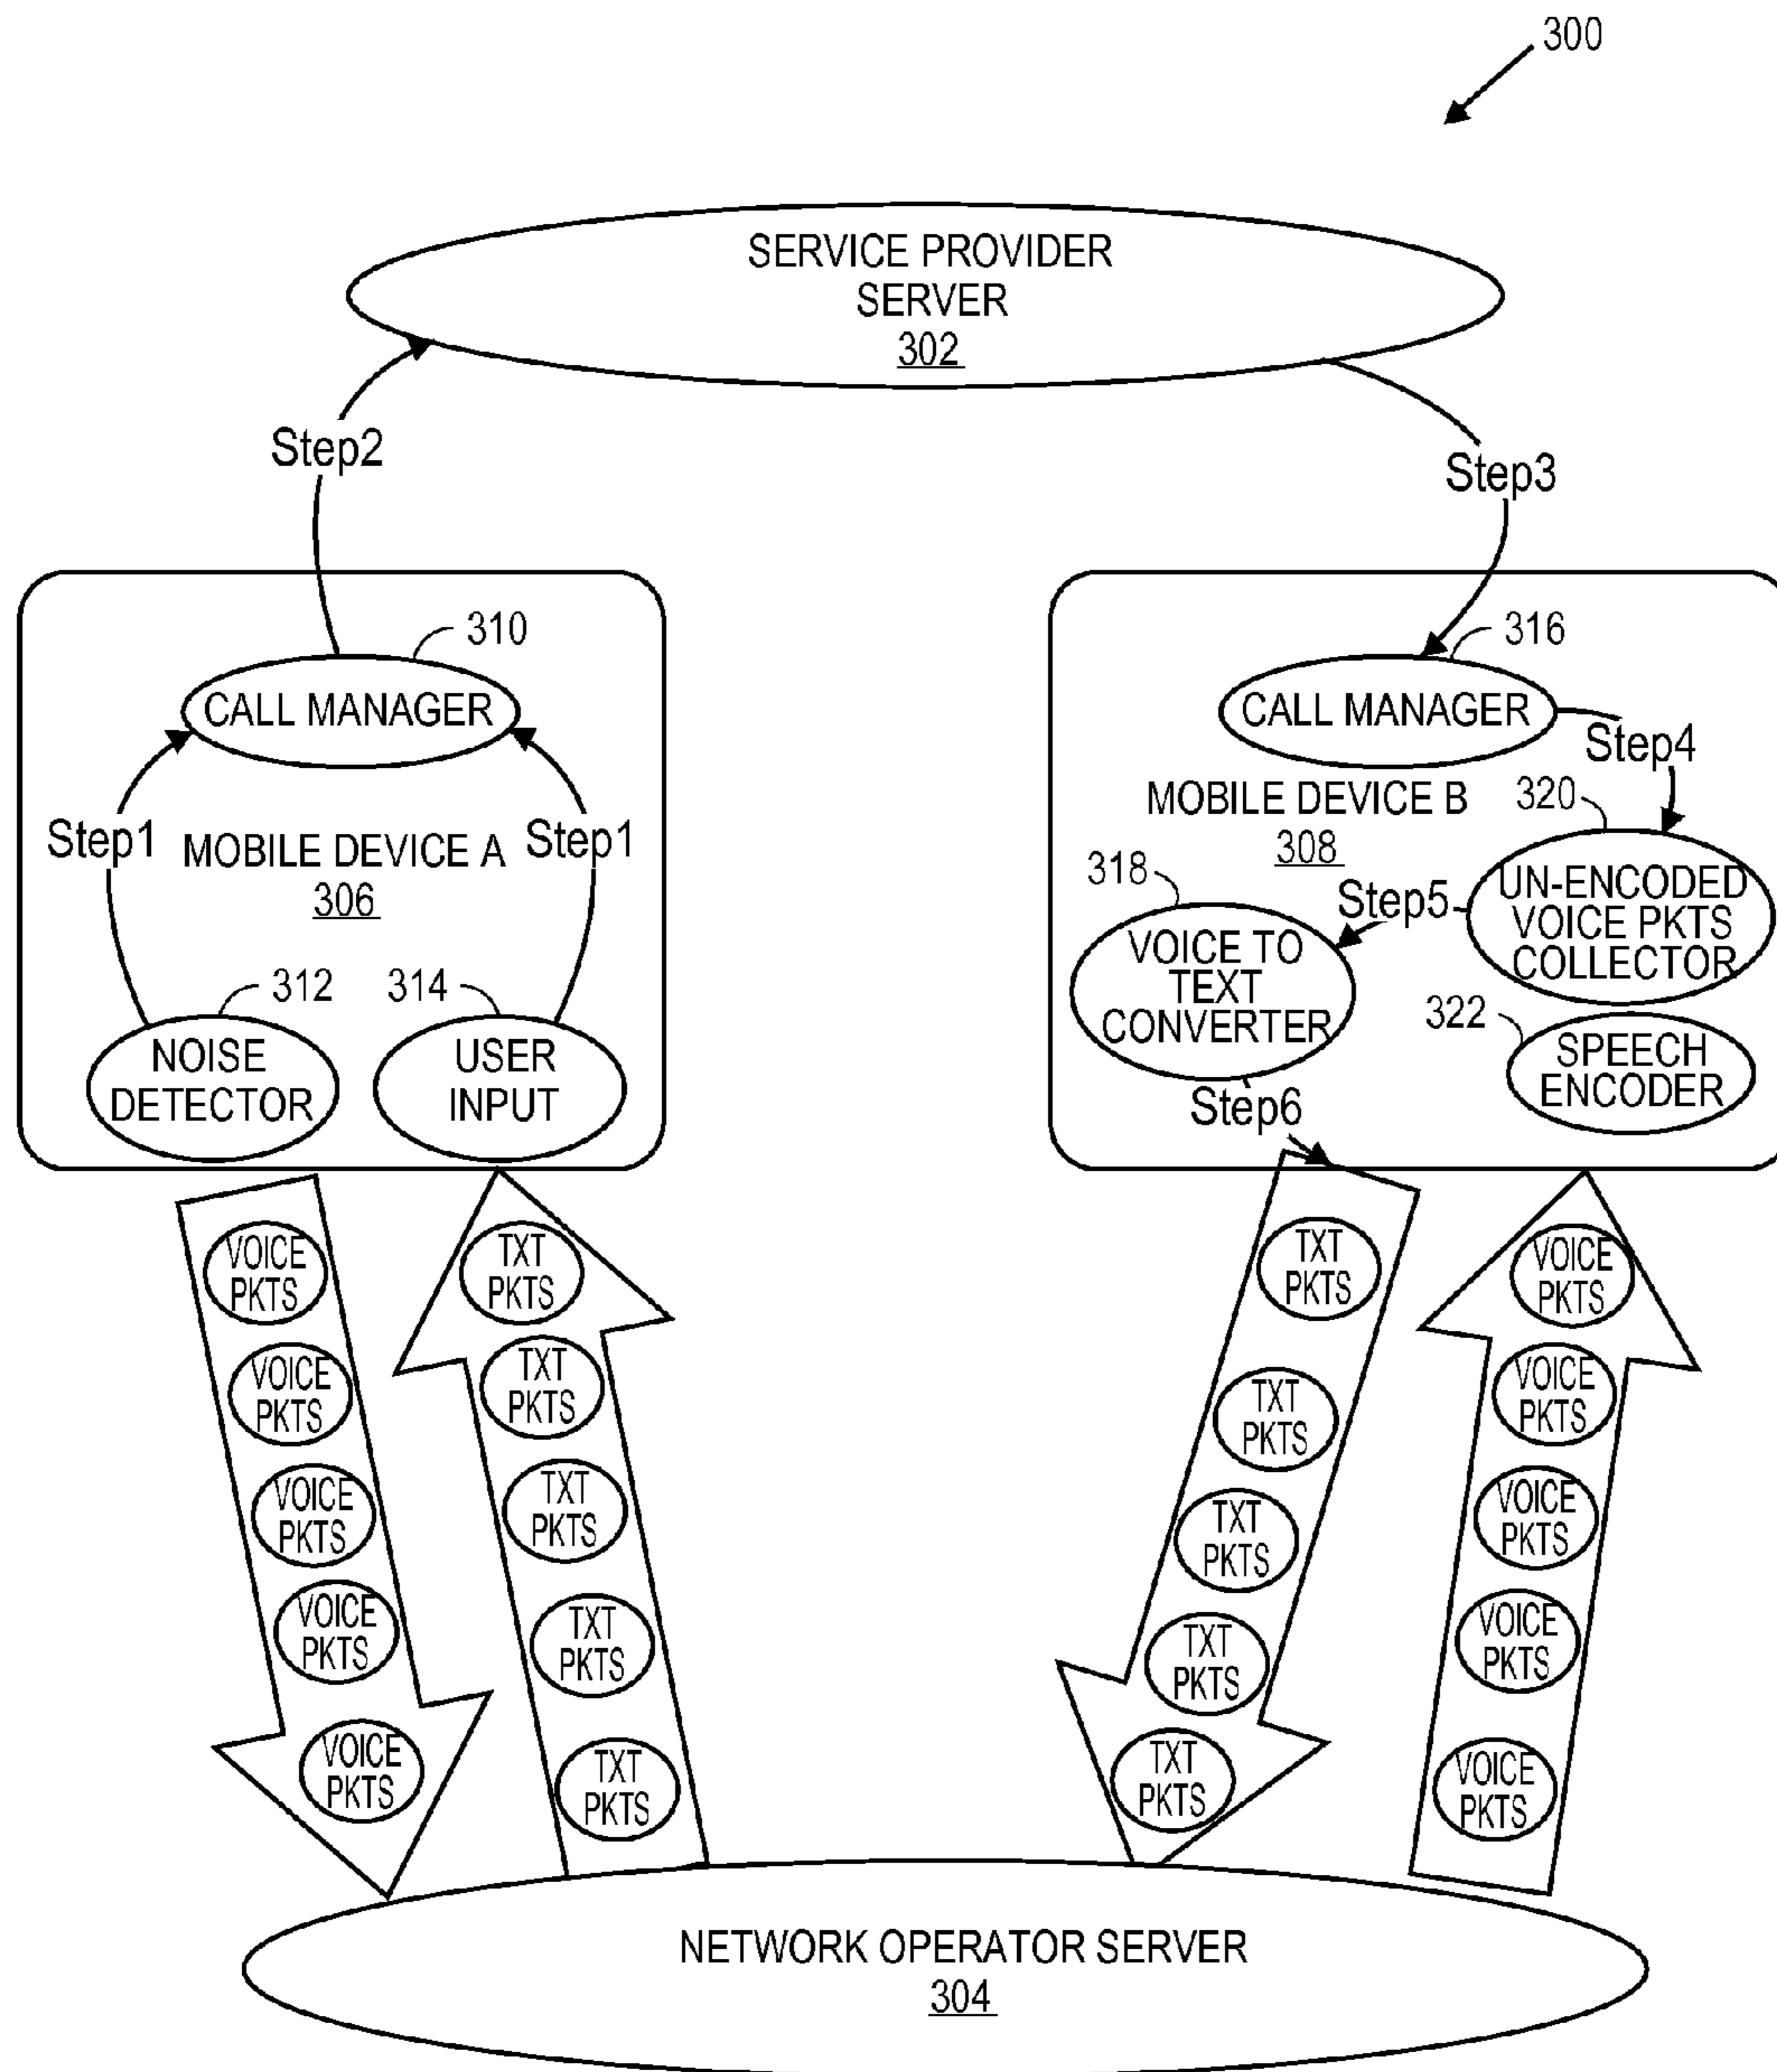 300
SERVICE PROVIDER
SERVER
302
Step2
Step3
310
CALL MANAGER
Step1
Step1
MOBILE DEVICE A
306
312
314
NOISE
DETECTOR
USER
INPUT
316
CALL MANAGER
Step4
MOBILE DEVICE B
308
320
UN-ENCODED
VOICE PKTS
COLLECTOR
Step5
318
VOICE TO
TEXT
CONVERTER
322
SPEECH
ENCODER
Step6
VOICE
PKTS
VOICE
PKTS
VOICE
PKTS
VOICE
PKTS
VOICE
PKTS
TXT
PKTS
TXT
PKTS
TXT
PKTS
TXT
PKTS
TXT
PKTS
TXT
PKTS
TXT
PKTS
TXT
PKTS
TXT
PKTS
TXT
PKTS
VOICE
PKTS
VOICE
PKTS
VOICE
PKTS
VOICE
PKTS
VOICE
PKTS
NETWORK OPERATOR SERVER
304